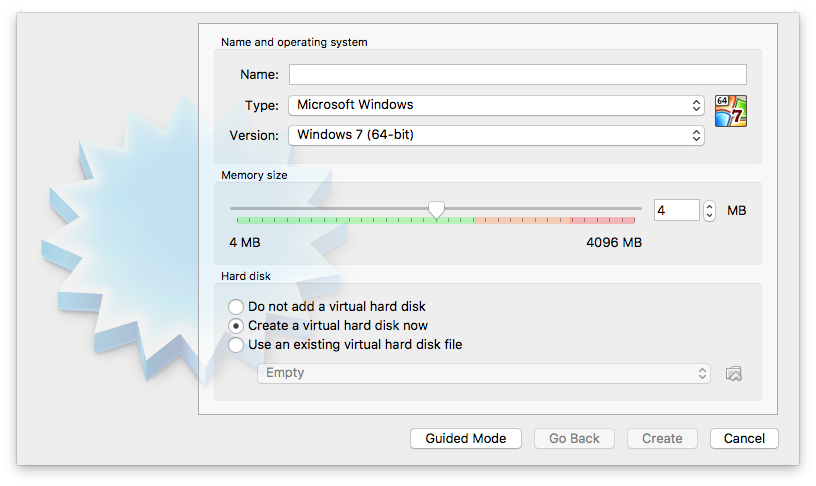 Name and operating system
Name:
Type: Microsoft Windows
64
7
Version: Windows 7 (64-bit)
Memory size
4 MB
4 MB 4096 MB
Hard disk
Do not add a virtual hard disk
Create a virtual hard disk now
Use an existing virtual hard disk file
Empty
Guided Mode Go Back Create Cancel